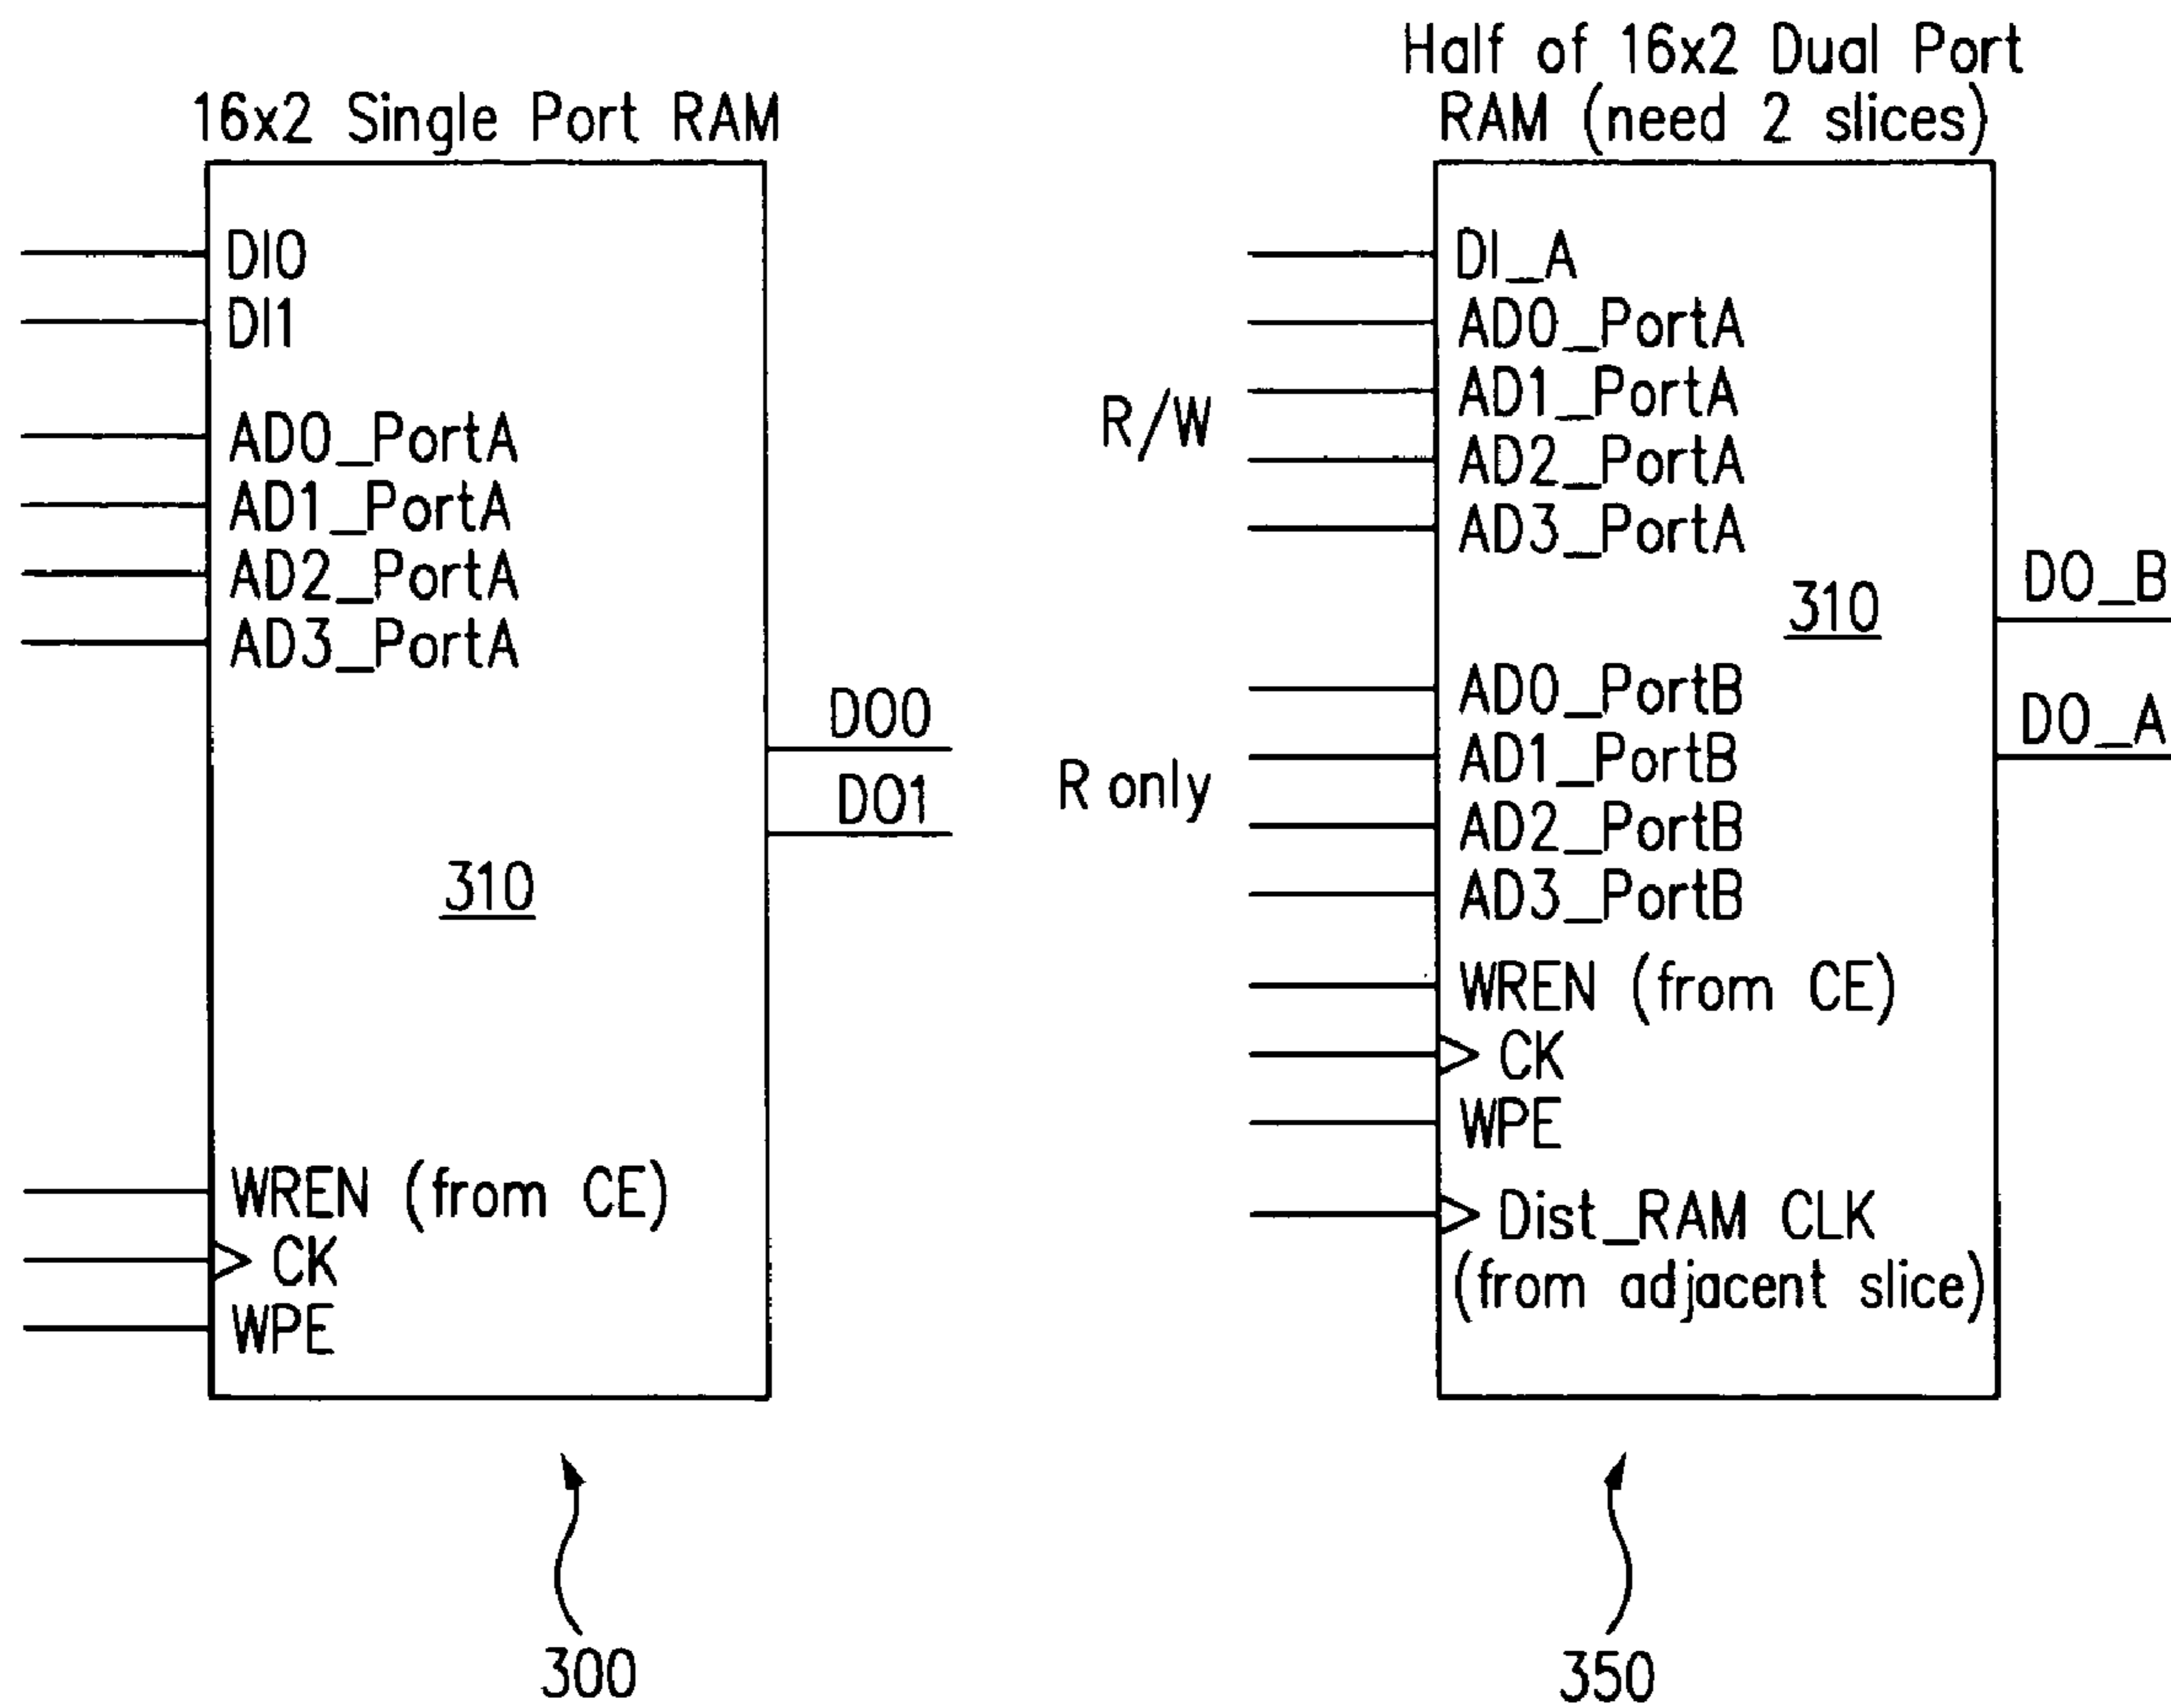 16x2 Single Port RAM
DI0
DI1
AD0_PortA
AD1_PortA
AD2_PortA
AD3_PortA
DO0
DO1
310
WREN (from CE)
CK
WPE
300
Half of 16x2 Dual Port
RAM (need 2 slices)
R/W
DI_A
AD0_PortA
AD1_PortA
AD2_PortA
AD3_PortA
310
DO_B
DO_A
R only
AD0_PortB
AD1_PortB
AD2_PortB
AD3_PortB
WREN (from CE)
CK
WPE
Dist_RAM CLK
(from adjacent slice)
350